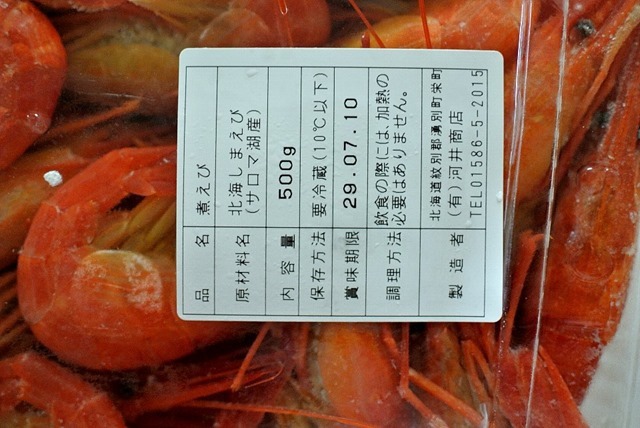 品名 煮えび
原材料名 北海しまえび
(サロマ湖産)
内容量 500g
保存方法 要冷蔵(10℃以下)
賞味期限 29.07.10
調理方法 飲食の際には、加熱の
必要はありません。
製造者 北海道紋別郡湧別町栄町
(有)河井商店
TEL01586-5-2015